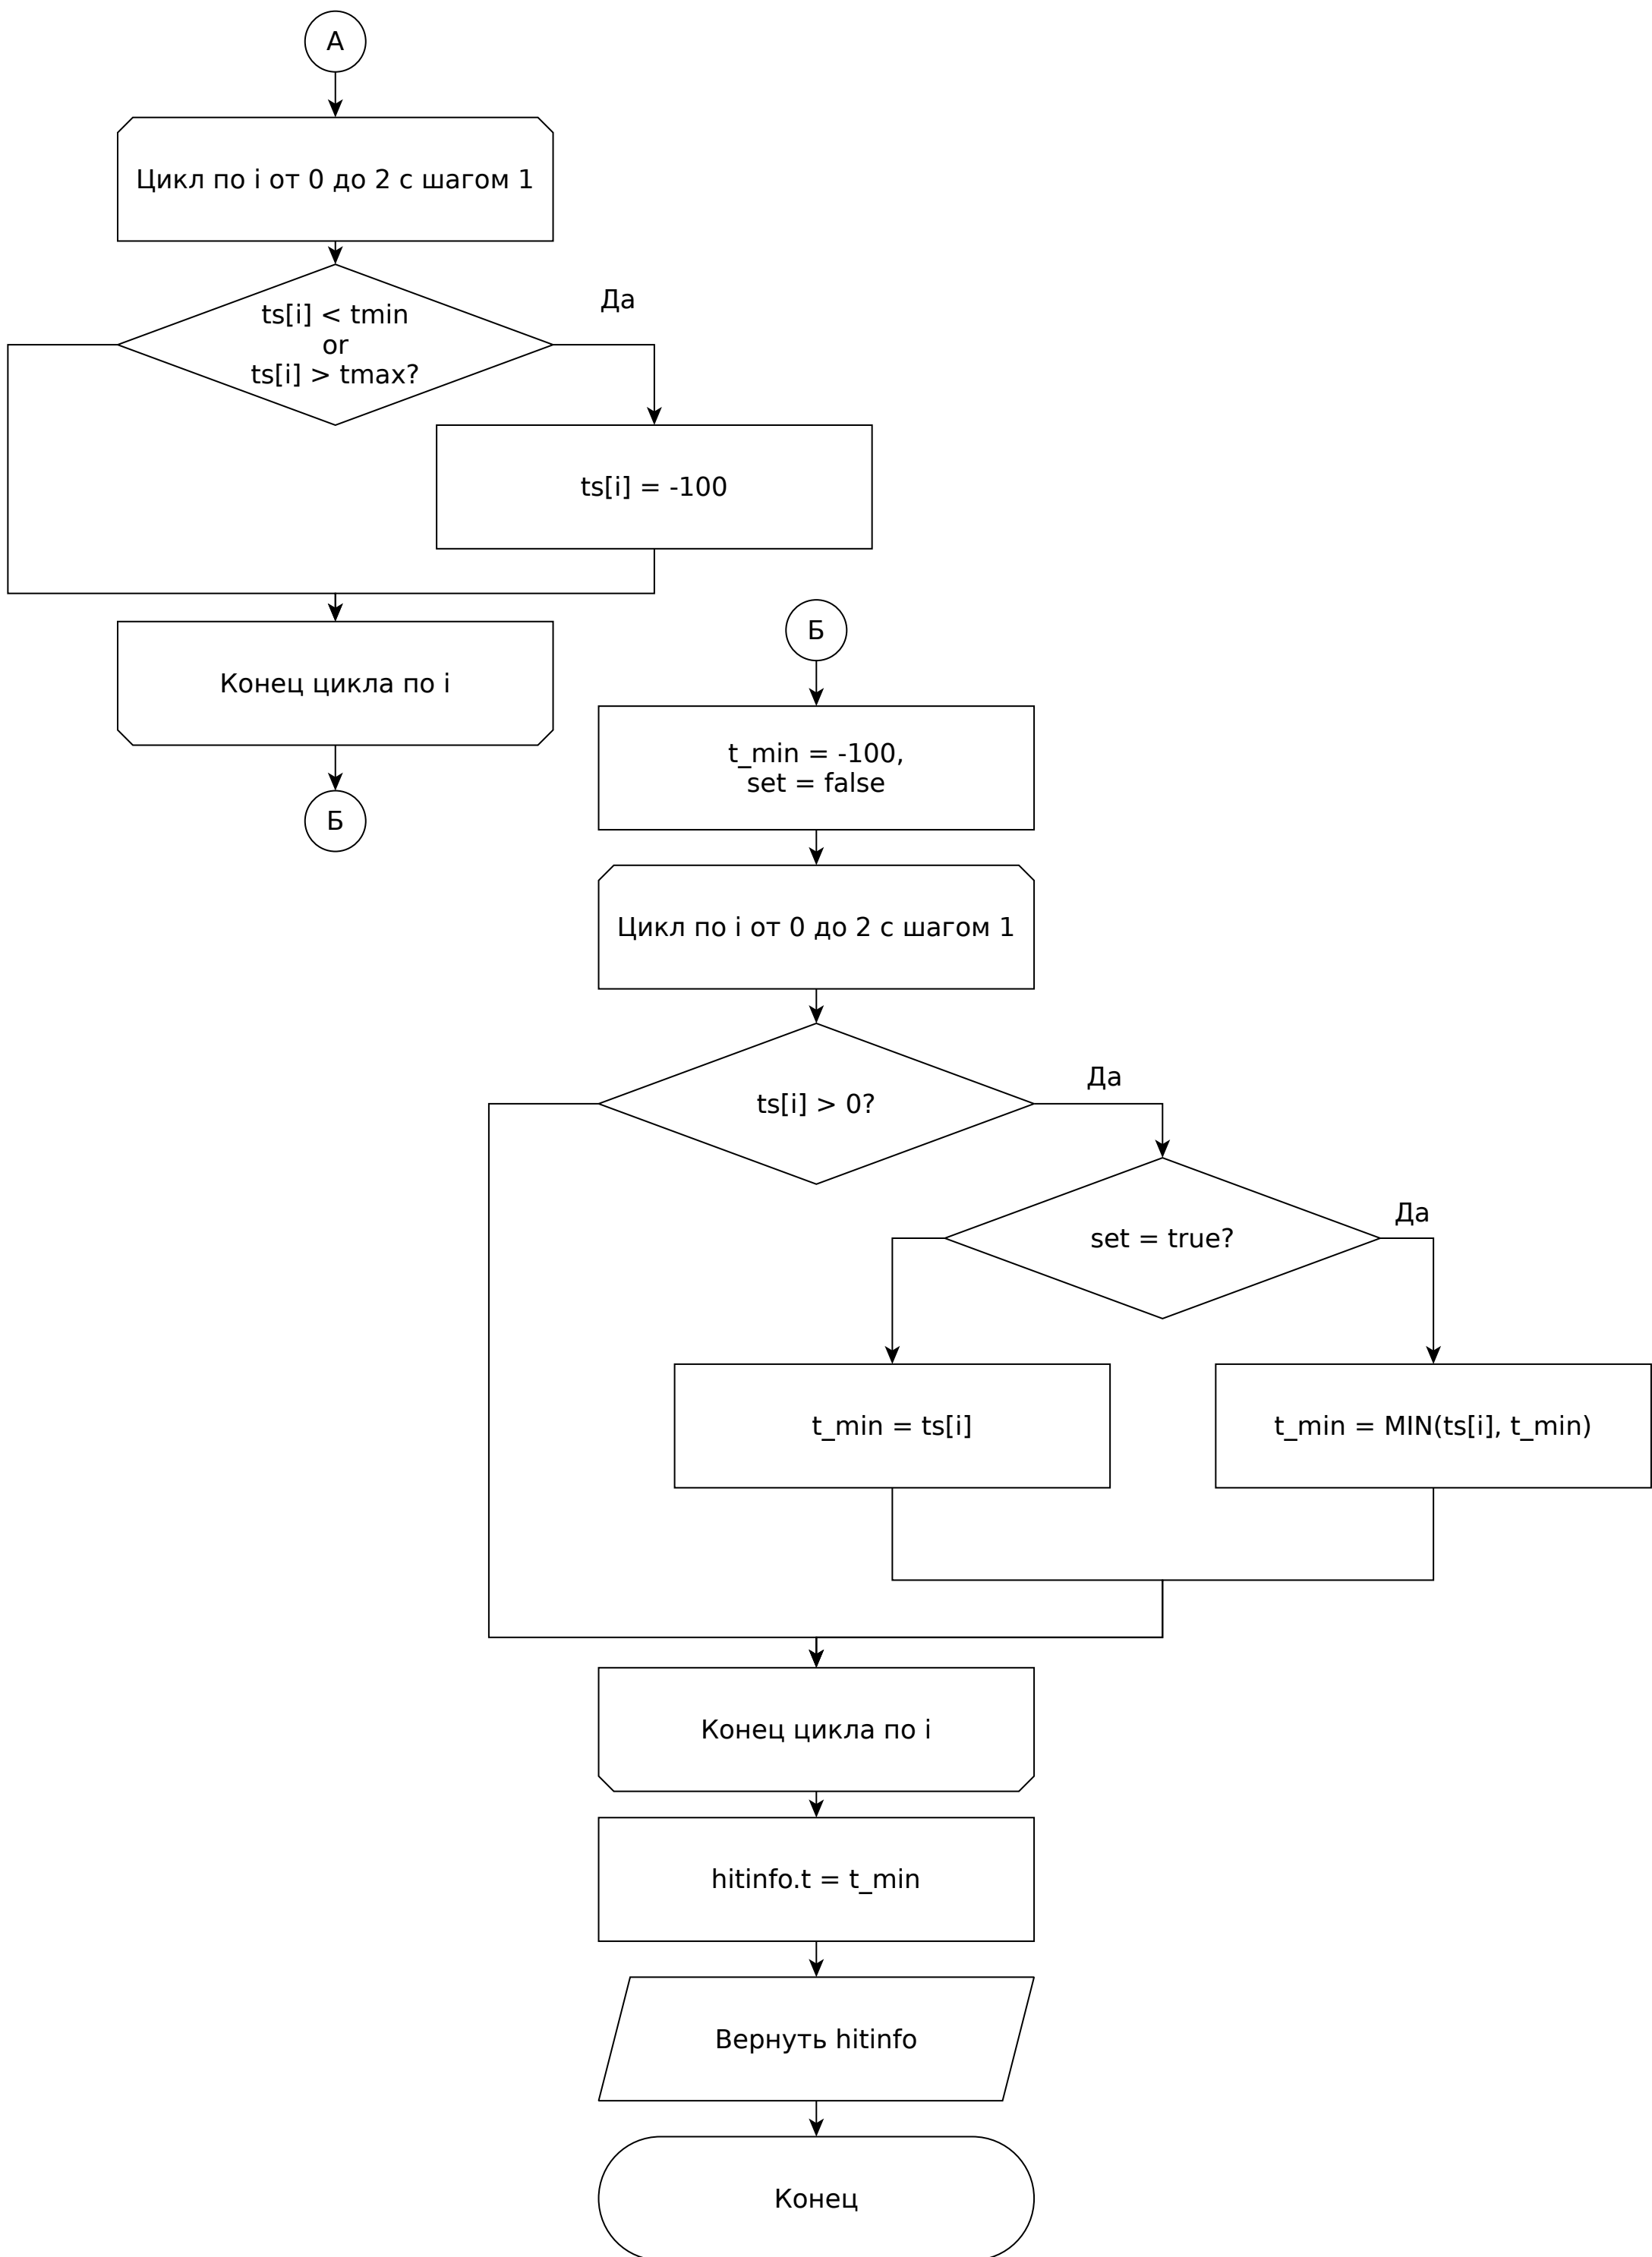 А
Цикл по i от 0 до 2 с шагом 1
ts[i] < tmin
or
ts[i] > tmax?
Да
ts[i] = -100
Конец цикла по i
Б
Б
t_min = -100,
set = false
Цикл по i от 0 до 2 с шагом 1
ts[i] > 0?
Да
set = true?
Да
t_min = ts[i]
t_min = MIN(ts[i], t_min)
Конец цикла по i
hitinfo.t = t_min
Вернуть hitinfo
Конец